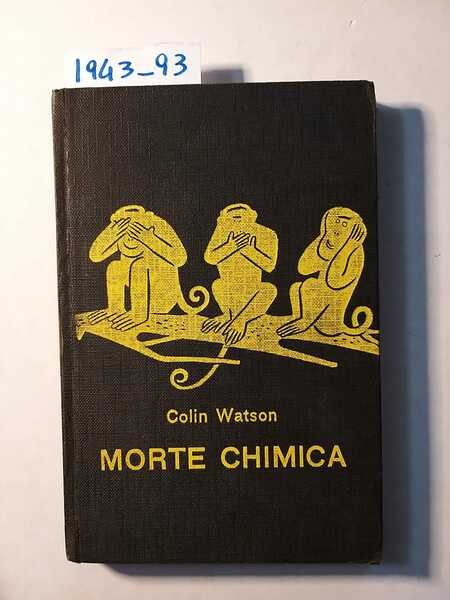 1943_93
Colin Watson
MORTE CHIMICA